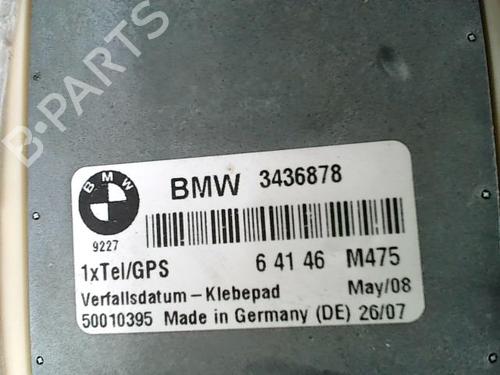 B-PARTS
BMW
BMW 3436878
9227
1xTel/GPS 6 41 46 M475
Verfallsdatum – Klebepad May/08
50010395 Made in Germany (DE) 26/07